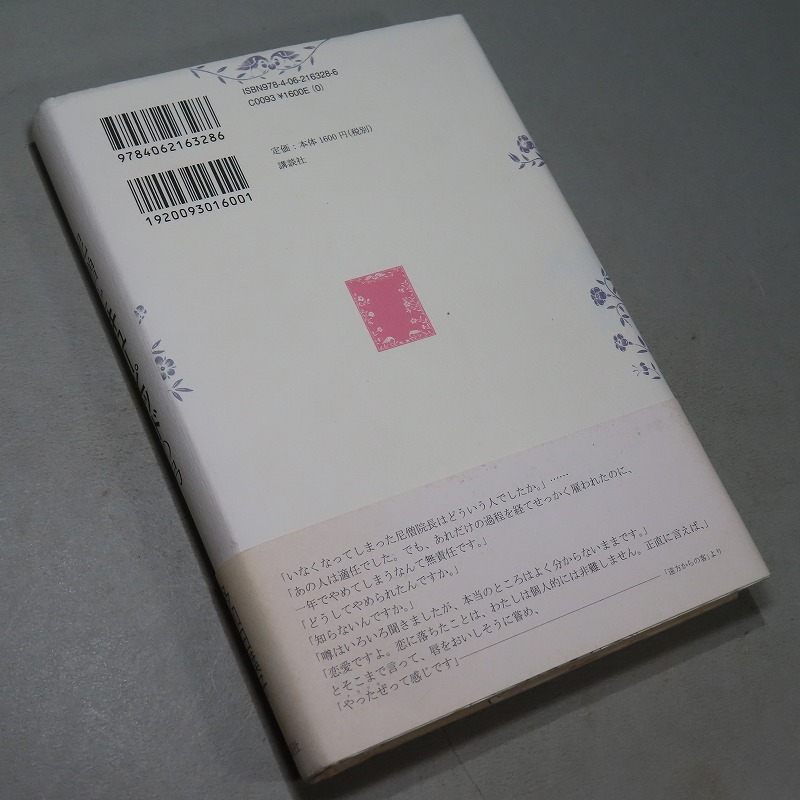 ISBN978-4-06-216328-6
C0093 ¥1600E (0)
9784062163286
定価：本体1600円(税別)
講談社
1920093016001
「いなくなってしまった尼僧院長はどういう人でしたか。」……
「あの人は適任でした。でも、あれだけの過程を経てせっかく雇われたのに、
一年でやめてしまうなんて無責任です。」
「どうしてやめられたんですか。」
「知らないんですか。」
「噂はいろいろ聞きましたが、本当のところはよく分からないままです。」
「恋愛ですよ。恋に落ちたことは、わたしは個人的には非難しません。正直に言えば、」
とそこまで言って、唇をおいしそうに嘗め、
「やったぜって感じです」
「遠方からの客」より